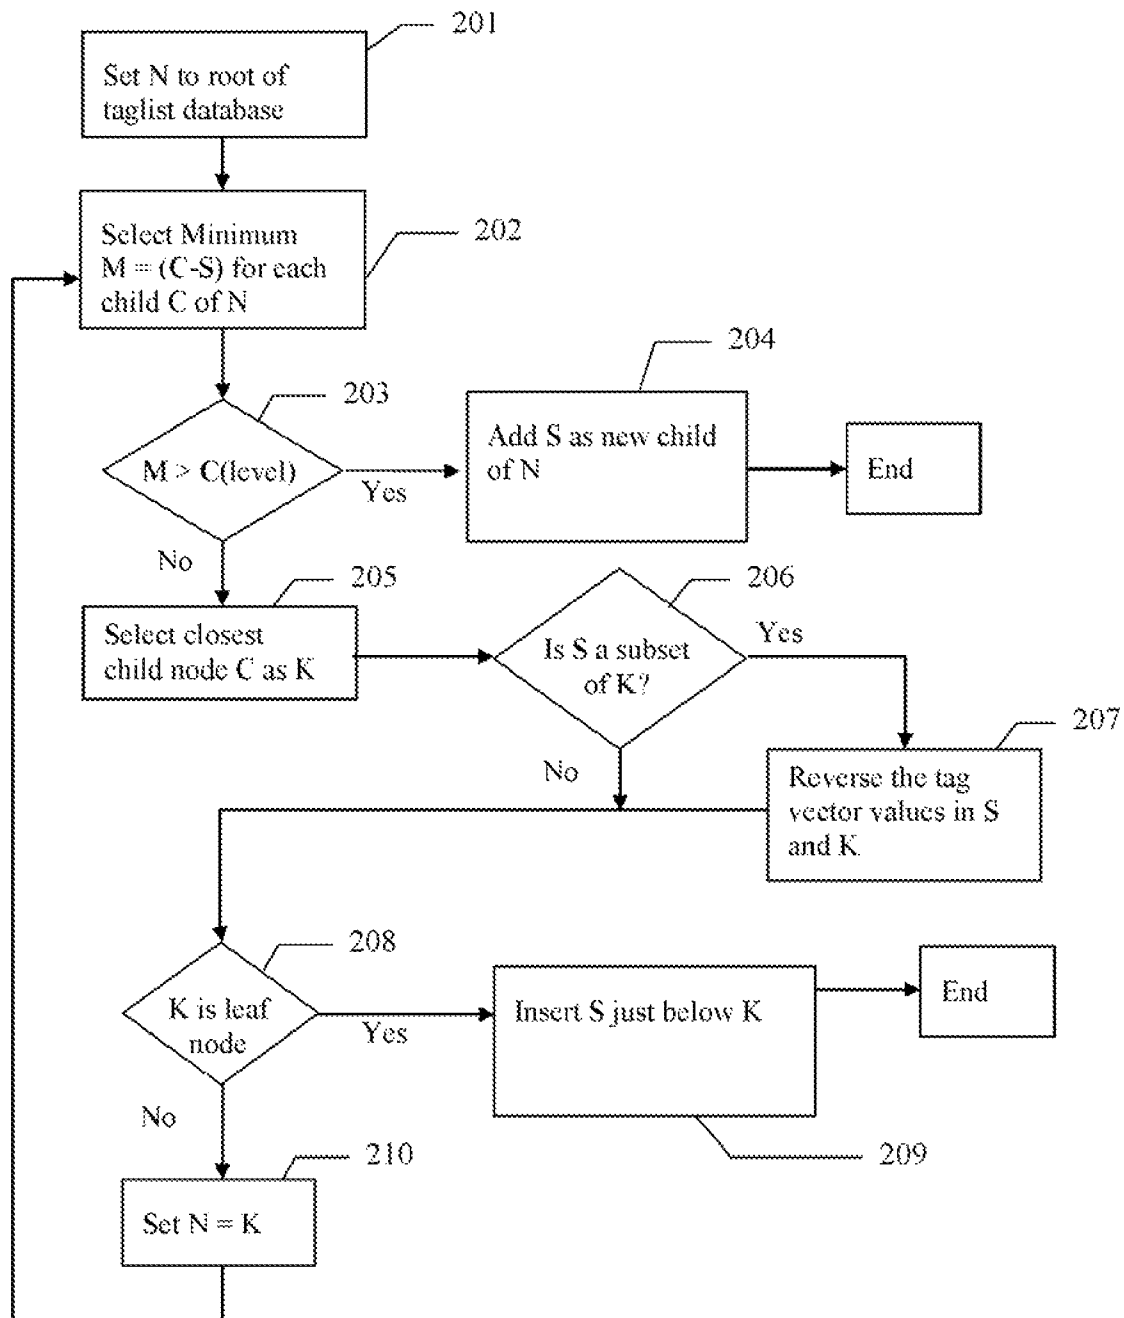 201
Set N to root of
taglist database
Select Minimum
M = (C-S) for each
child C of N
202
203
M > C(level)
Yes
No
204
Add S as new child
of N
End
205
Select closest
child node C as K
206
Is S a subset
of K?
Yes
No
207
Reverse the tag
vector values in S
and K
208
K is leaf
node
Yes
No
Insert S just below K
209
End
210
Set N = K